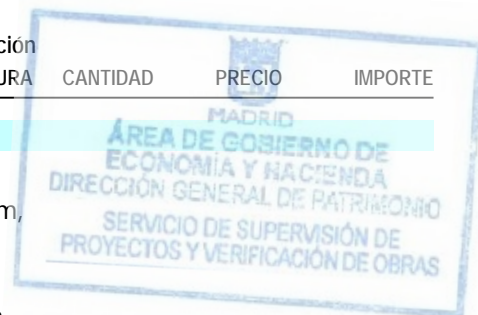 ción
URA CANTIDAD PRECIO IMPORTE
MADRID
ÁREA DE GOBIERNO DE
ECONOMÍA Y HACIENDA
DIRECCIÓN GENERAL DE PATRIMONIO
m,
SERVICIO DE SUPERVISIÓN DE
PROYECTOS Y VERIFICACIÓN DE OBRAS